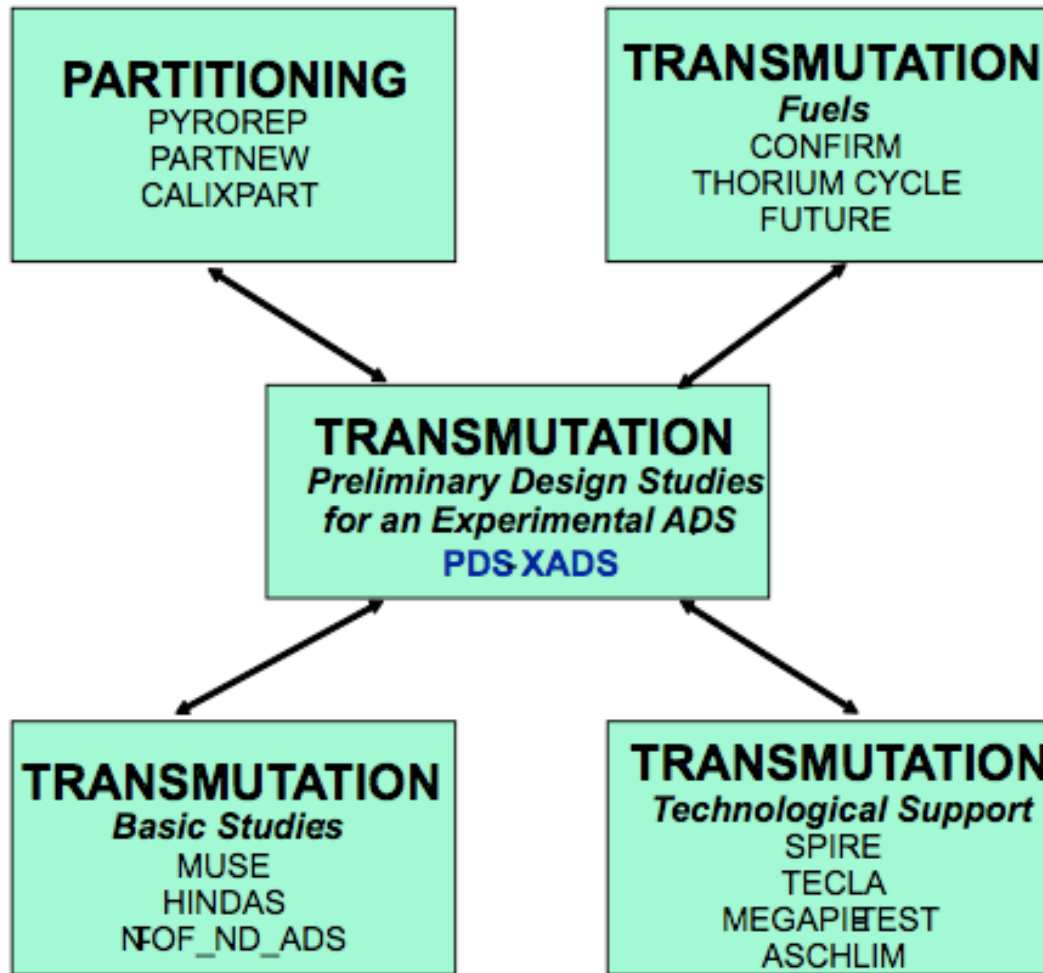 PARTITIONING
PYROREP
PARTNEW
CALIXPART
TRANSMUTATION
Fuels
CONFIRM
THORIUM CYCLE
FUTURE
TRANSMUTATION
Preliminary Design Studies
for an Experimental ADS
PDS-XADS
TRANSMUTATION
Basic Studies
MUSE
HINDAS
N-TOF_ND_ADS
TRANSMUTATION
Technological Support
SPIRE
TECLA
MEGAPIE-TEST
ASCHLIM